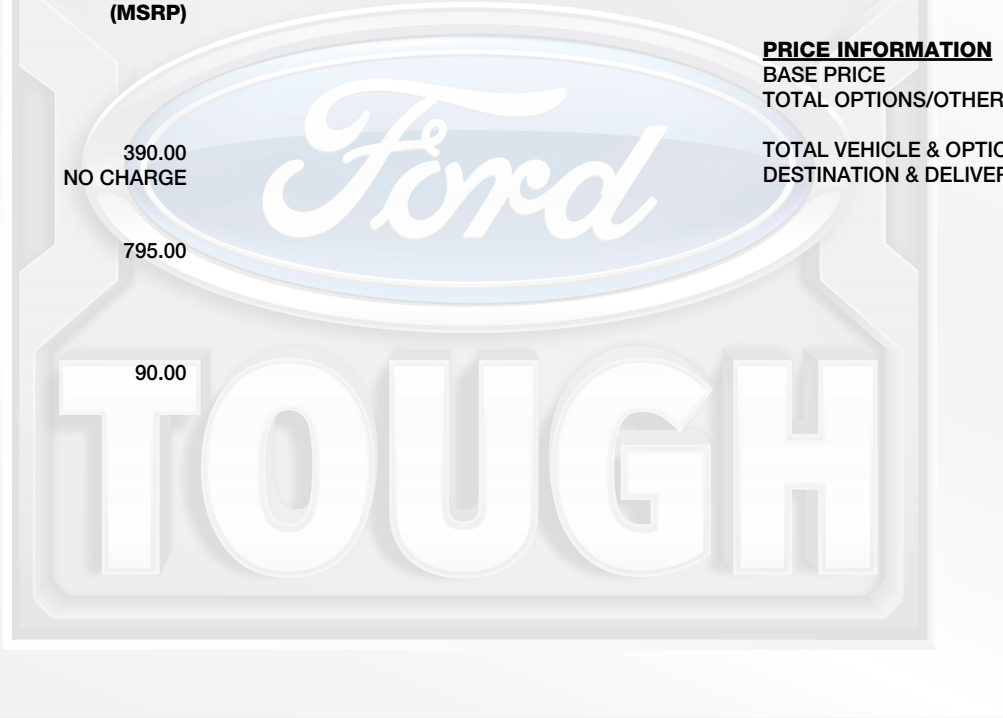 (MSRP)
390.00
NO CHARGE
795.00
90.00
PRICE INFORMATION
BASE PRICE
TOTAL OPTIONS/OTHER
TOTAL VEHICLE & OPTIO
DESTINATION & DELIVER
Ford
TOUGH